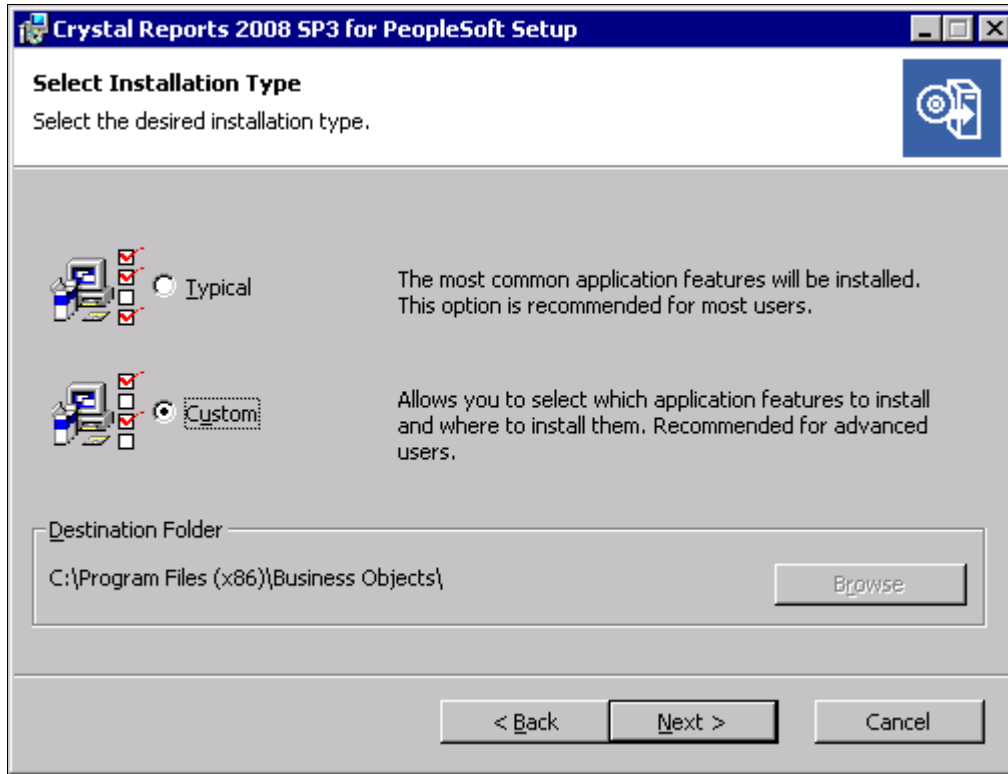 Crystal Reports 2008 SP3 for PeopleSoft Setup
Select Installation Type
Select the desired installation type.
Typical
The most common application features will be installed.
This option is recommended for most users.
Custom
Allows you to select which application features to install
and where to install them. Recommended for advanced
users.
Destination Folder
C:\Program Files (x86)\Business Objects\
Browse
< Back
Next >
Cancel